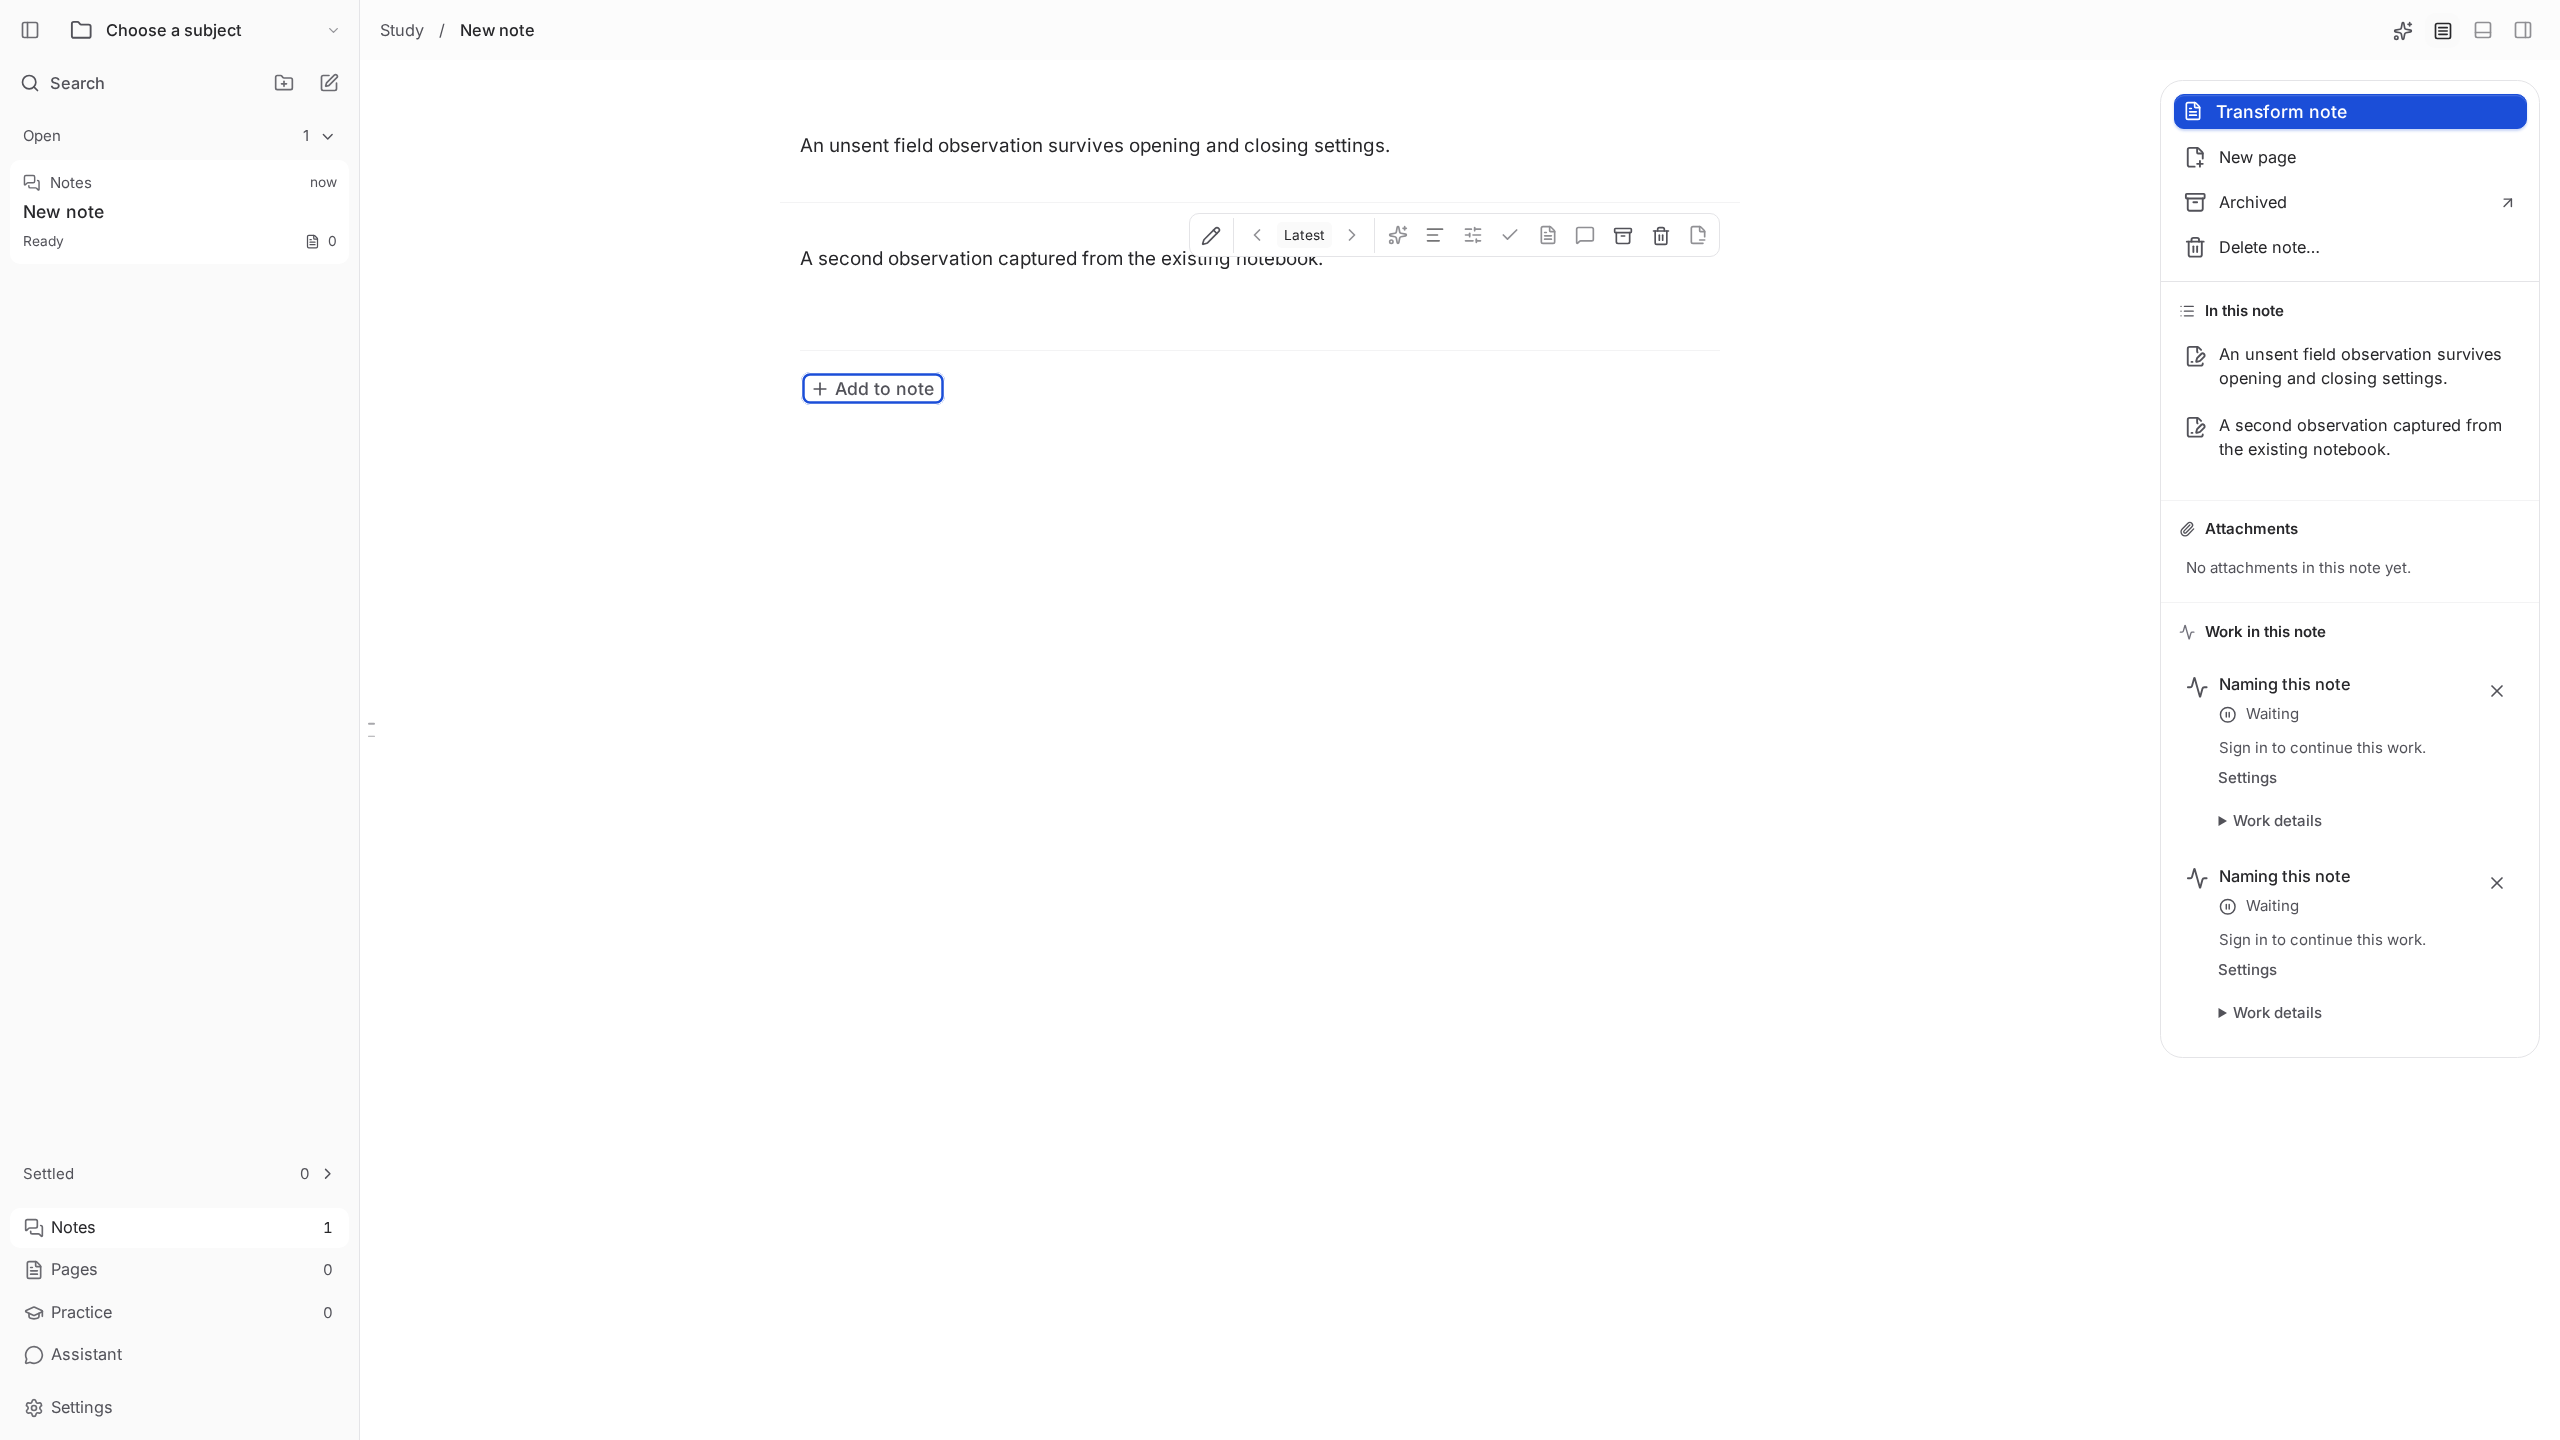 Choose a subject
Study / New note
Search
Open 1
Notes now
New note
Ready 0
An unsent field observation survives opening and closing settings.
Latest
A second observation captured from the existing notebook.
Add to note
Transform note
New page
Archived
Delete note...
In this note
An unsent field observation survives
opening and closing settings.
A second observation captured from
the existing notebook.
Attachments
No attachments in this note yet.
Work in this note
Naming this note
Waiting
Sign in to continue this work.
Settings
Work details
Naming this note
Waiting
Sign in to continue this work.
Settings
Work details
Settled 0
Notes 1
Pages 0
Practice 0
Assistant
Settings